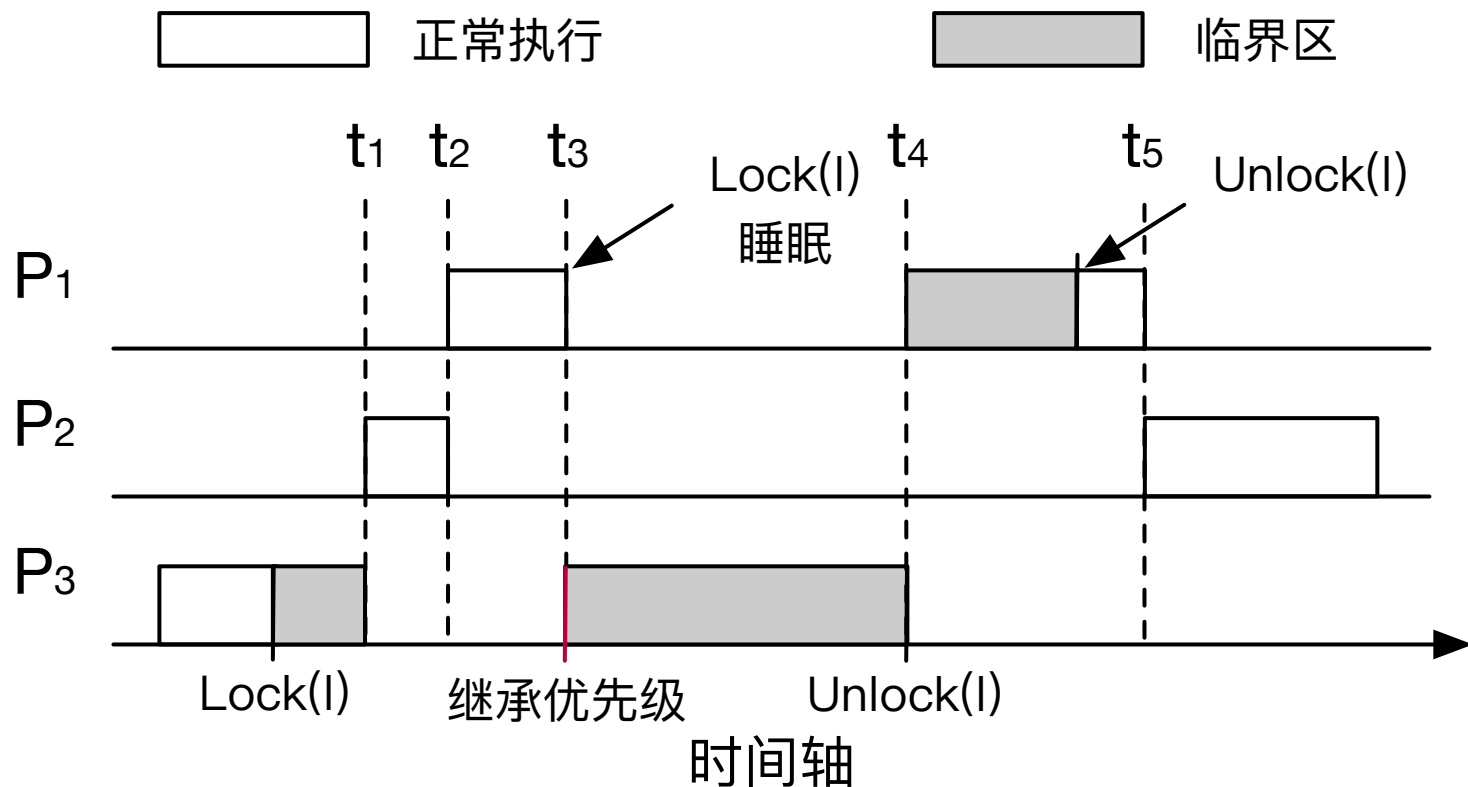 正常执行
临界区
t1 t2 t3 t4 t5
Lock(l)
睡眠
Unlock(l)
P1
P2
P3
Lock(l)
继承优先级
Unlock(l)
时间轴